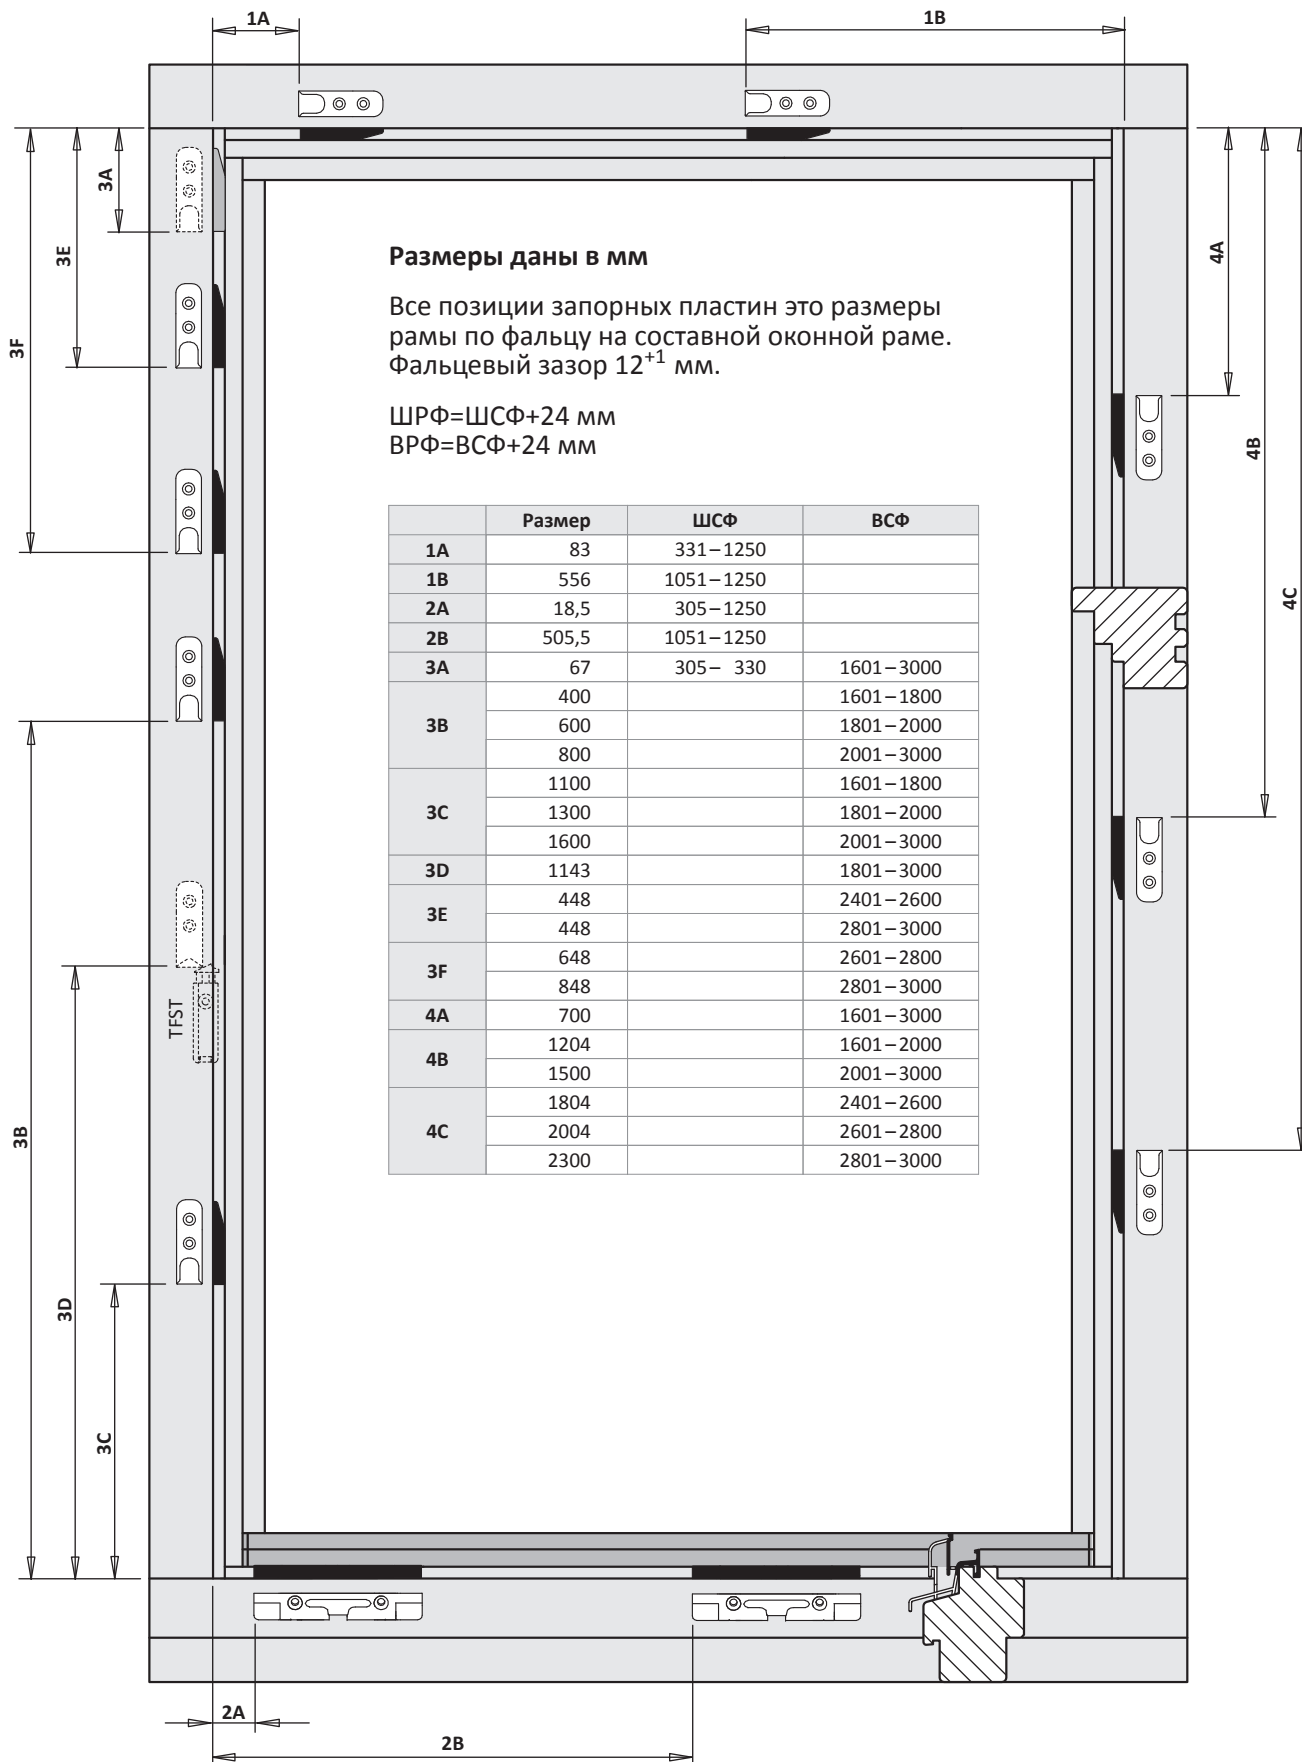 1A
1B
3A
3E
3F
4A
4B
4C
Размеры даны в мм
Все позиции запорных пластин это размеры
рамы по фальцу на составной оконной раме.
Фальцевый зазор 12⁺¹ мм.
ШРФ=ШСФ+24 мм
ВРФ=ВСФ+24 мм
Размер ШСФ ВСФ
1A 83 331–1250
1B 556 1051–1250
2A 18,5 305–1250
2B 505,5 1051–1250
3A 67 305– 330 1601–3000
3B 400 1601–1800
600 1801–2000
800 2001–3000
3C 1100 1601–1800
1300 1801–2000
1600 2001–3000
3D 1143 1801–3000
3E 448 2401–2600
448 2801–3000
3F 648 2601–2800
848 2801–3000
4A 700 1601–3000
4B 1204 1601–2000
1500 2001–3000
4C 1804 2401–2600
2004 2601–2800
2300 2801–3000
TFST
3B
3D
3C
2A
2B